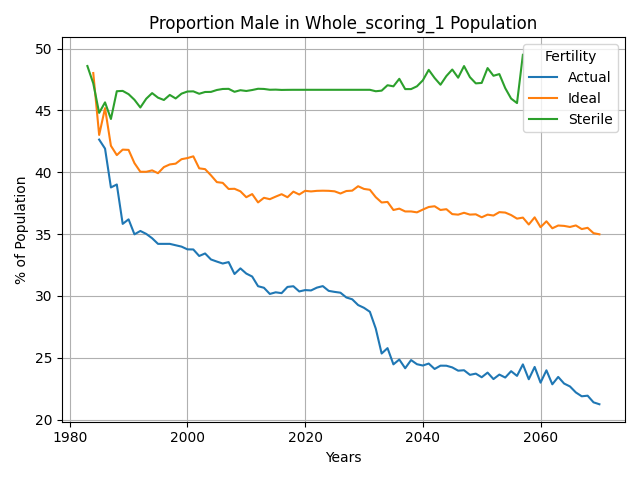 Proportion Male in Whole_scoring_1 Population
% of Population
50
45
40
35
30
25
20
Fertility
Actual
Ideal
Sterile
1980
2000
2020
2040
2060
Years